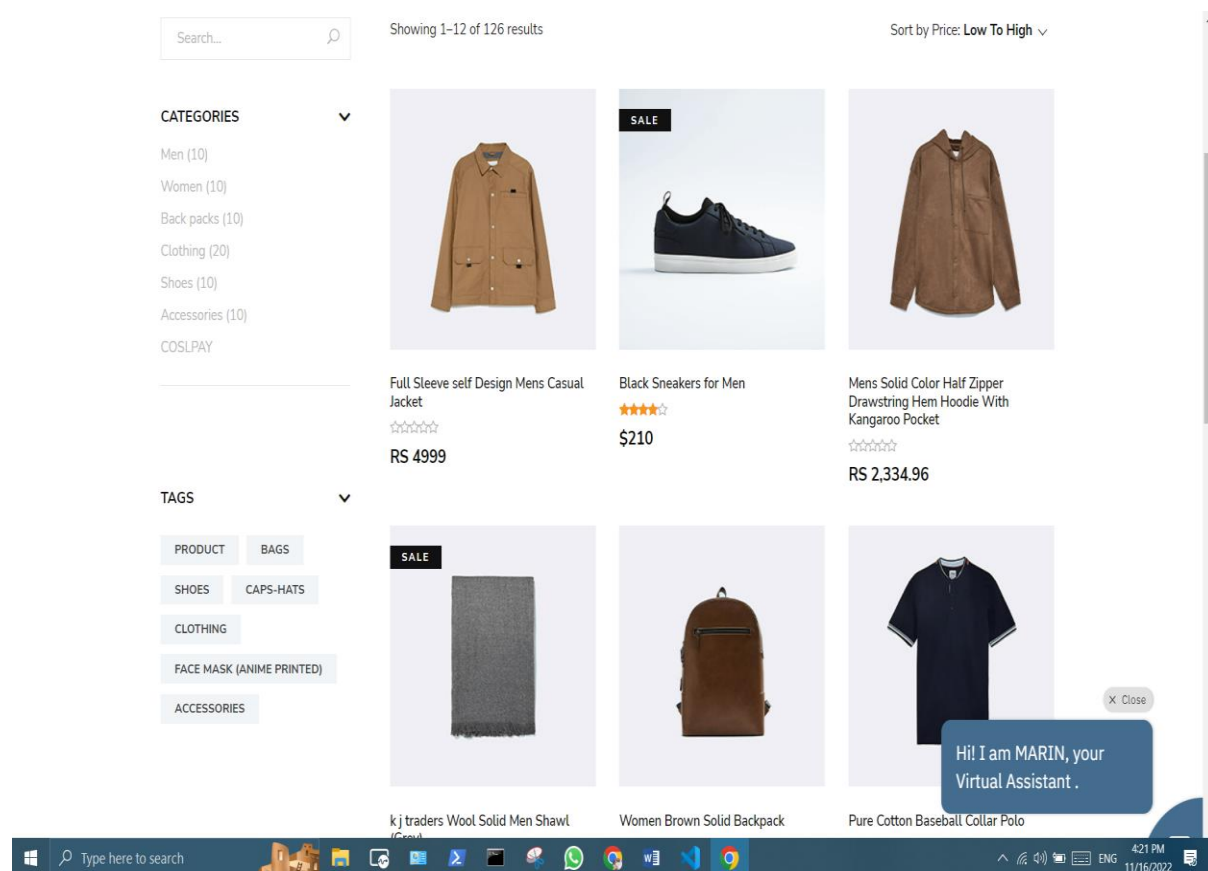 Search...
Showing 1–12 of 126 results
Sort by Price: Low To High
CATEGORIES
Men (10)
Women (10)
Back packs (10)
Clothing (20)
Shoes (10)
Accessories (10)
COSLPAY
TAGS
PRODUCT BAGS
SHOES CAPS-HATS
CLOTHING
FACE MASK (ANIME PRINTED)
ACCESSORIES
Full Sleeve self Design Mens Casual
Jacket
RS 4999
SALE
Black Sneakers for Men
$210
Mens Solid Color Half Zipper
Drawstring Hem Hoodie With
Kangaroo Pocket
RS 2,334.96
SALE
k j traders Wool Solid Men Shawl
(Grey)
Women Brown Solid Backpack
Pure Cotton Baseball Collar Polo
X Close
Hi! I am MARIN, your
Virtual Assistant .
Type here to search
ENG
4:21 PM
11/16/2022